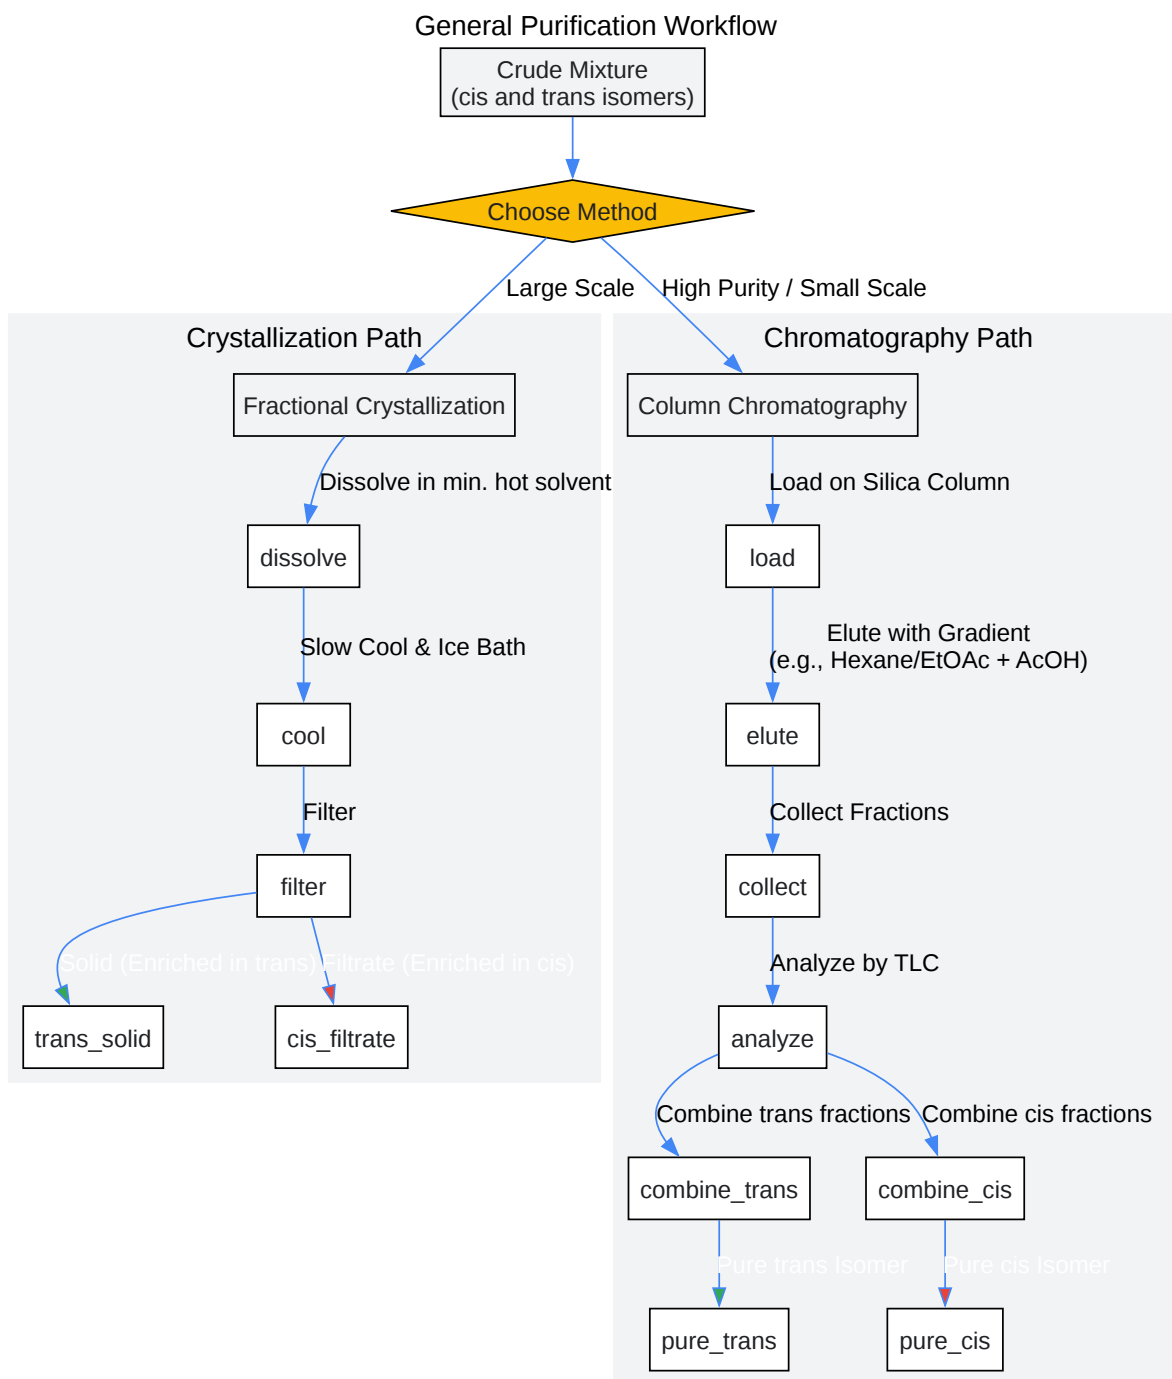 General Purification Workflow
Crude Mixture
(cis and trans isomers)
Choose Method
Large Scale
High Purity / Small Scale
Crystallization Path
Fractional Crystallization
Dissolve in min. hot solvent
dissolve
Slow Cool & Ice Bath
cool
Filter
filter
Solid (Enriched in trans)
Filtrate (Enriched in cis)
trans_solid
cis_filtrate
Chromatography Path
Column Chromatography
Load on Silica Column
load
Elute with Gradient
(e.g., Hexane/EtOAc + AcOH)
elute
Collect Fractions
collect
Analyze by TLC
analyze
Combine trans fractions
Combine cis fractions
combine_trans
combine_cis
Pure trans Isomer
Pure cis Isomer
pure_trans
pure_cis